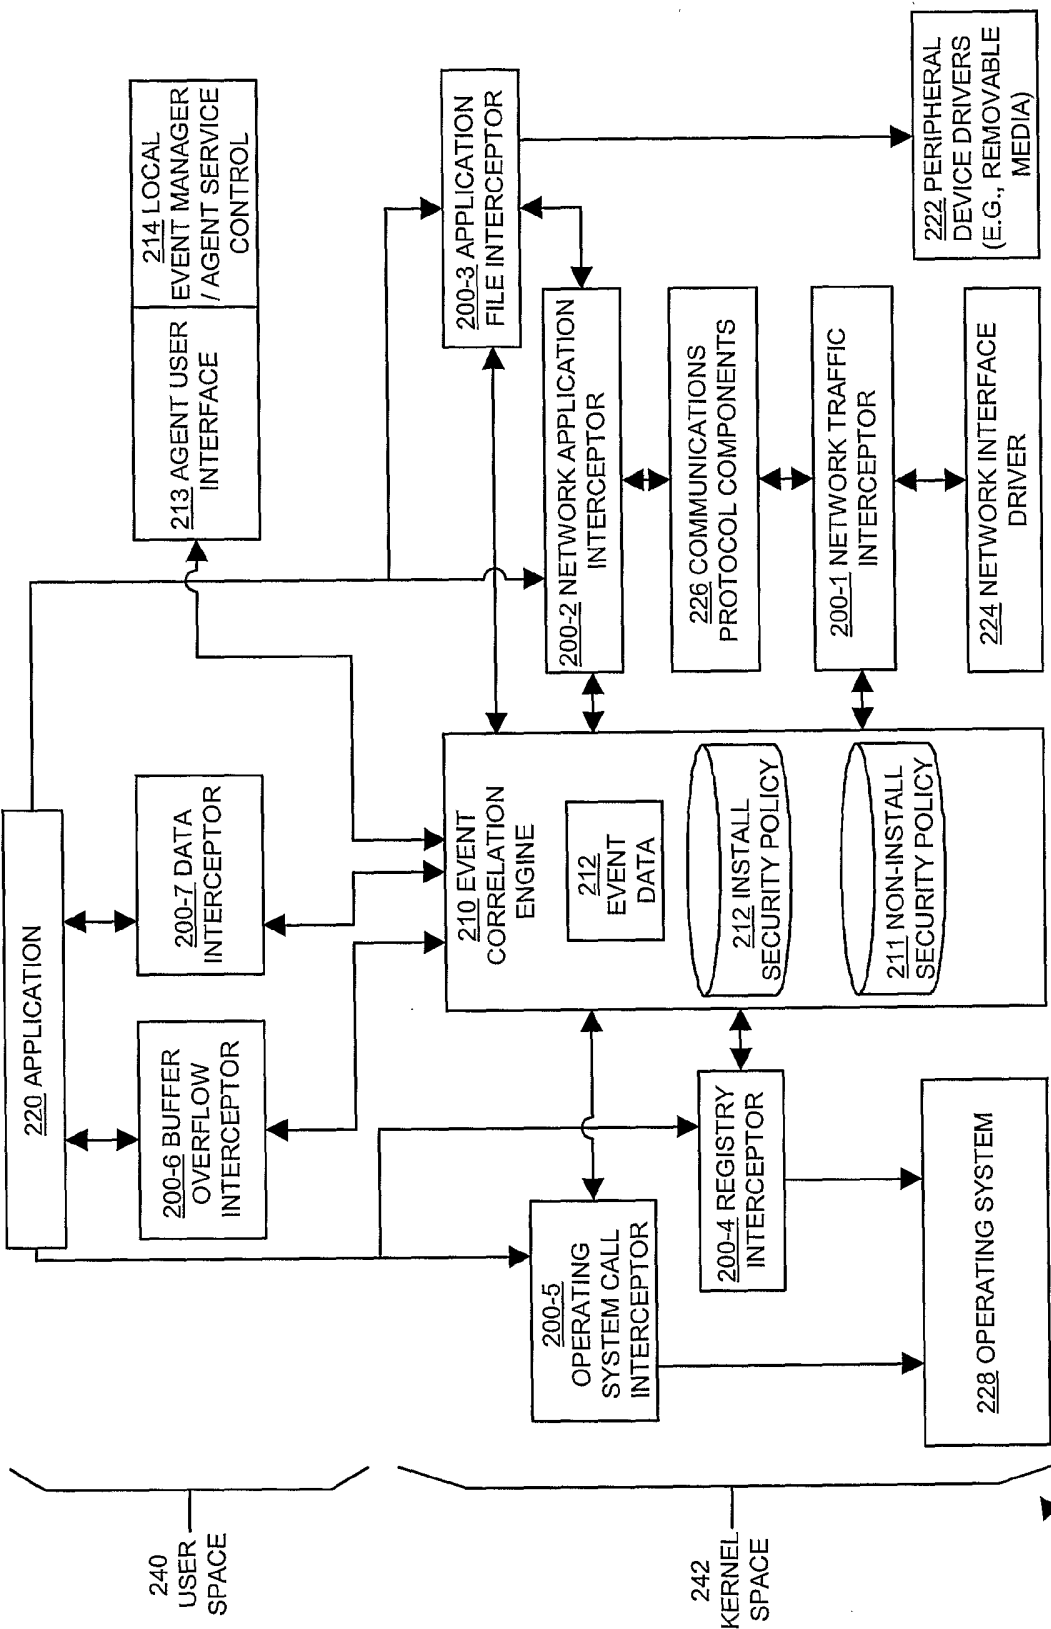 240
USER
SPACE
242
KERNEL
SPACE
220 APPLICATION
200-6 BUFFER
OVERFLOW
INTERCEPTOR
200-7 DATA
INTERCEPTOR
213 AGENT USER
INTERFACE
214 LOCAL
EVENT MANAGER
/ AGENT SERVICE
CONTROL
200-5
OPERATING
SYSTEM CALL
INTERCEPTOR
200-4 REGISTRY
INTERCEPTOR
228 OPERATING SYSTEM
210 EVENT
CORRELATION
ENGINE
212
EVENT
DATA
212 INSTALL
SECURITY POLICY
211 NON-INSTALL
SECURITY POLICY
200-3 APPLICATION
FILE INTERCEPTOR
200-2 NETWORK APPLICATION
INTERCEPTOR
226 COMMUNICATIONS
PROTOCOL COMPONENTS
200-1 NETWORK TRAFFIC
INTERCEPTOR
224 NETWORK INTERFACE
DRIVER
222 PERIPHERAL
DEVICE DRIVERS
(E.G., REMOVABLE
MEDIA)